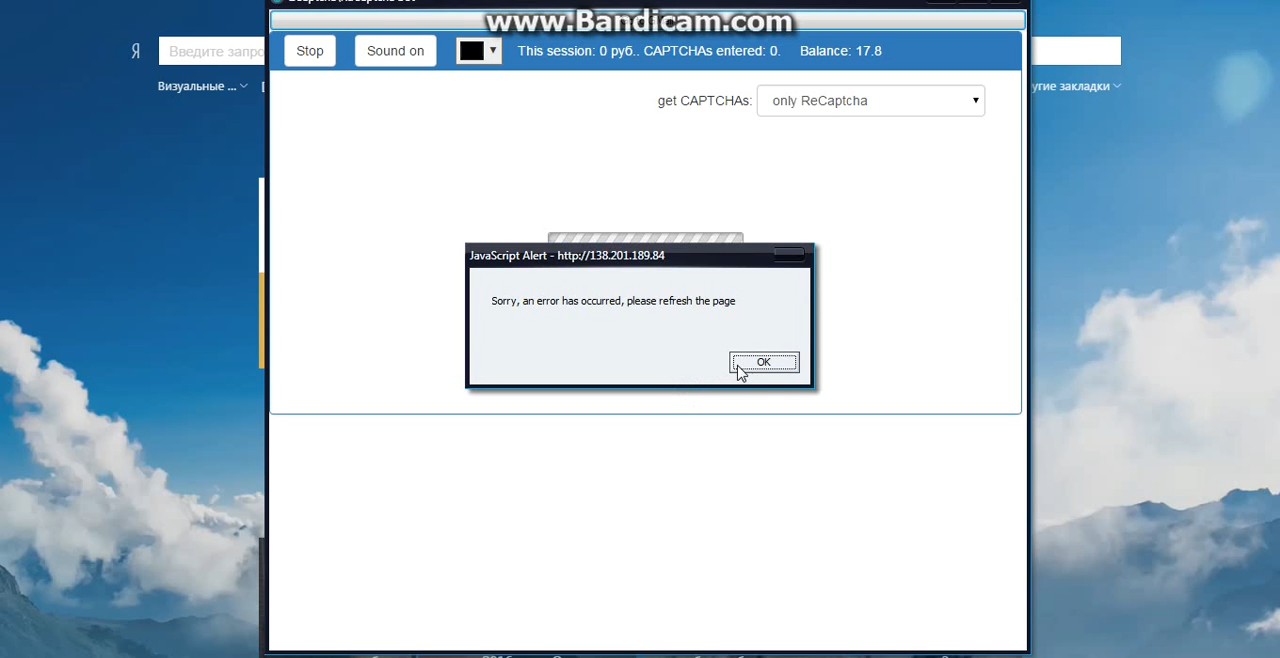 www.Bandicam.com
Я
Введите запро
Stop
Sound on
This session: 0 руб.. CAPTCHAs entered: 0.
Balance: 17.8
Визуальные ...
угие закладки
get CAPTCHAs:
only ReCaptcha
JavaScript Alert - http://138.201.189.84
Sorry, an error has occurred, please refresh the page
OK